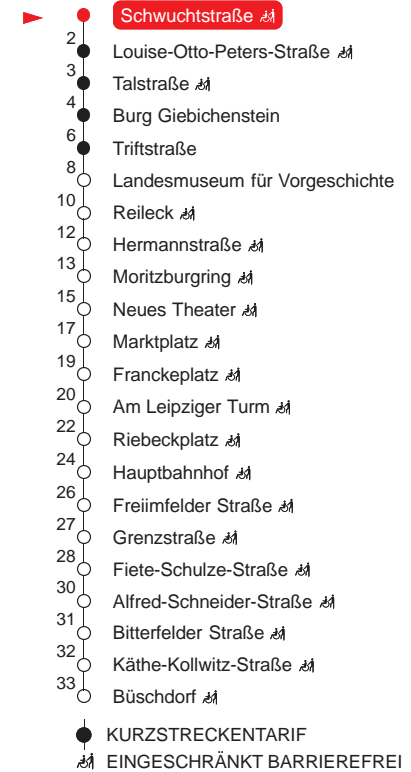 Schwuchtstraße
2
Louise-Otto-Peters-Straße
3
Talstraße
4
Burg Giebichenstein
6
Triftstraße
8
Landesmuseum für Vorgeschichte
10
Reileck
12
Hermannstraße
13
Moritzburgring
15
Neues Theater
17
Marktplatz
19
Franckeplatz
20
Am Leipziger Turm
22
Riebeckplatz
24
Hauptbahnhof
26
Freiimfelder Straße
27
Grenzstraße
28
Fiete-Schulze-Straße
30
Alfred-Schneider-Straße
31
Bitterfelder Straße
32
Käthe-Kollwitz-Straße
33
Büschdorf
KURZSTRECKENTARIF
EINGESCHRÄNKT BARRIEREFREI